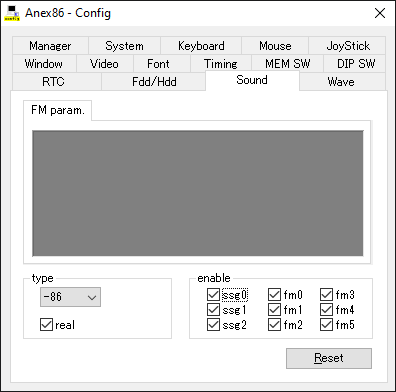 Anex86 - Config
Manager System Keyboard Mouse JoyStick
Window Video Font Timing MEM SW DIP SW
RTC Fdd/Hdd Sound Wave
FM param.
type
-86
real
enable
ssg0 fm0 fm3
ssg1 fm1 fm4
ssg2 fm2 fm5
Reset